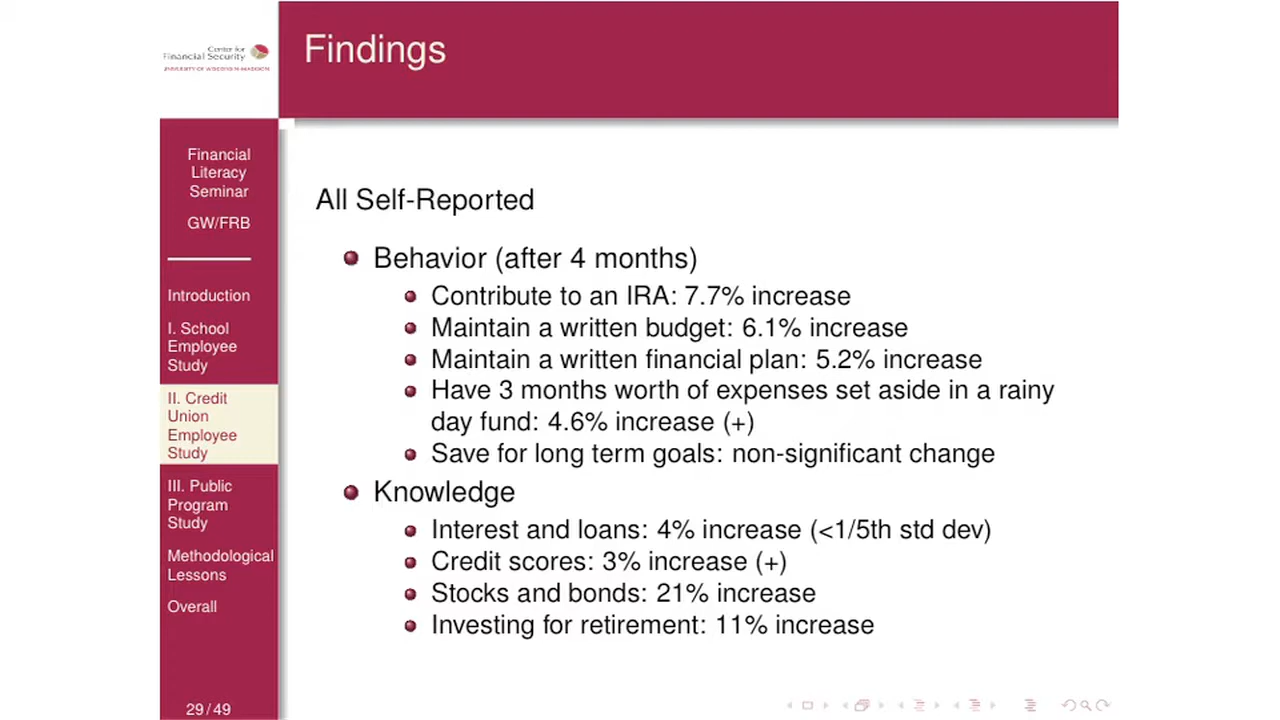 Center for
Financial Security
UNIVERSITY OF WISCONSIN-MADISON
Findings
Financial
Literacy
Seminar
GW/FRB
Introduction
I. School
Employee
Study
II. Credit
Union
Employee
Study
III. Public
Program
Study
Methodological
Lessons
Overall
29 / 49
All Self-Reported
Behavior (after 4 months)
Contribute to an IRA: 7.7% increase
Maintain a written budget: 6.1% increase
Maintain a written financial plan: 5.2% increase
Have 3 months worth of expenses set aside in a rainy
day fund: 4.6% increase (+)
Save for long term goals: non-significant change
Knowledge
Interest and loans: 4% increase (<1/5th std dev)
Credit scores: 3% increase (+)
Stocks and bonds: 21% increase
Investing for retirement: 11% increase